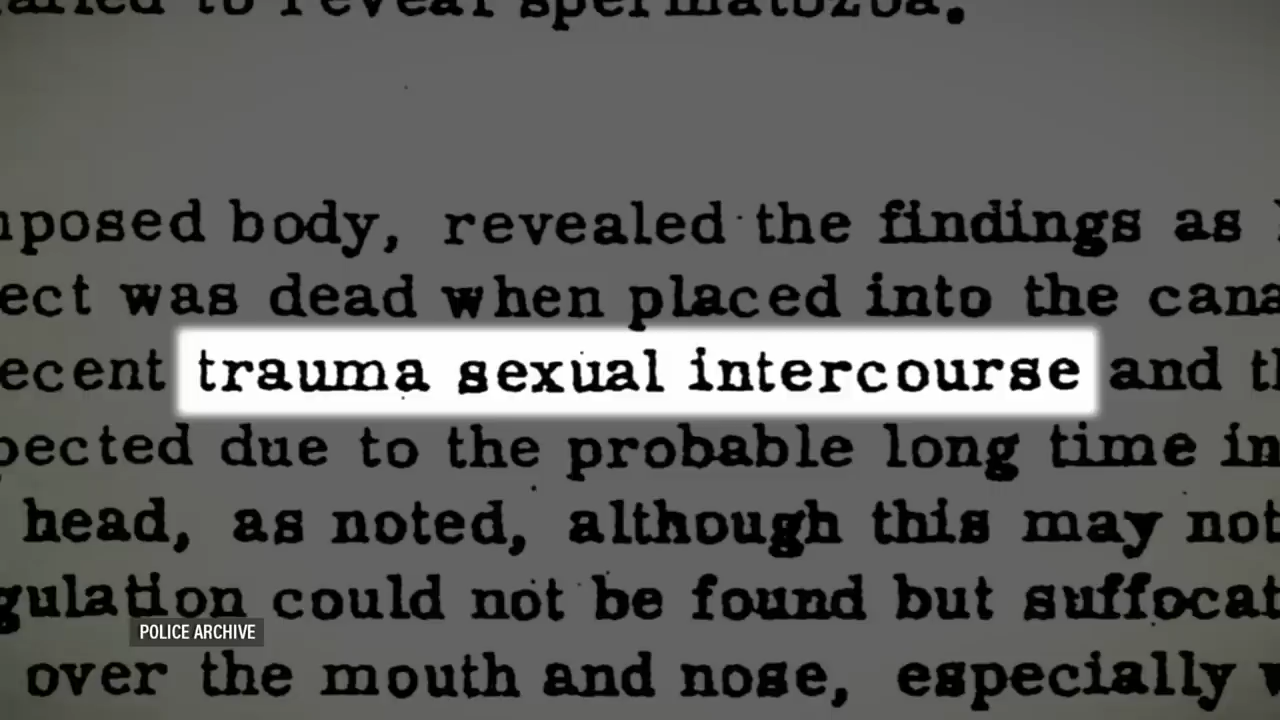 to reveal spermatozoa.
body, revealed the findings as
was dead when placed into the
trauma sexual intercourse and
due to the probable long time in
head, as noted, although this may not
could not be found but
POLICE ARCHIVE
over the mouth and nose, especially